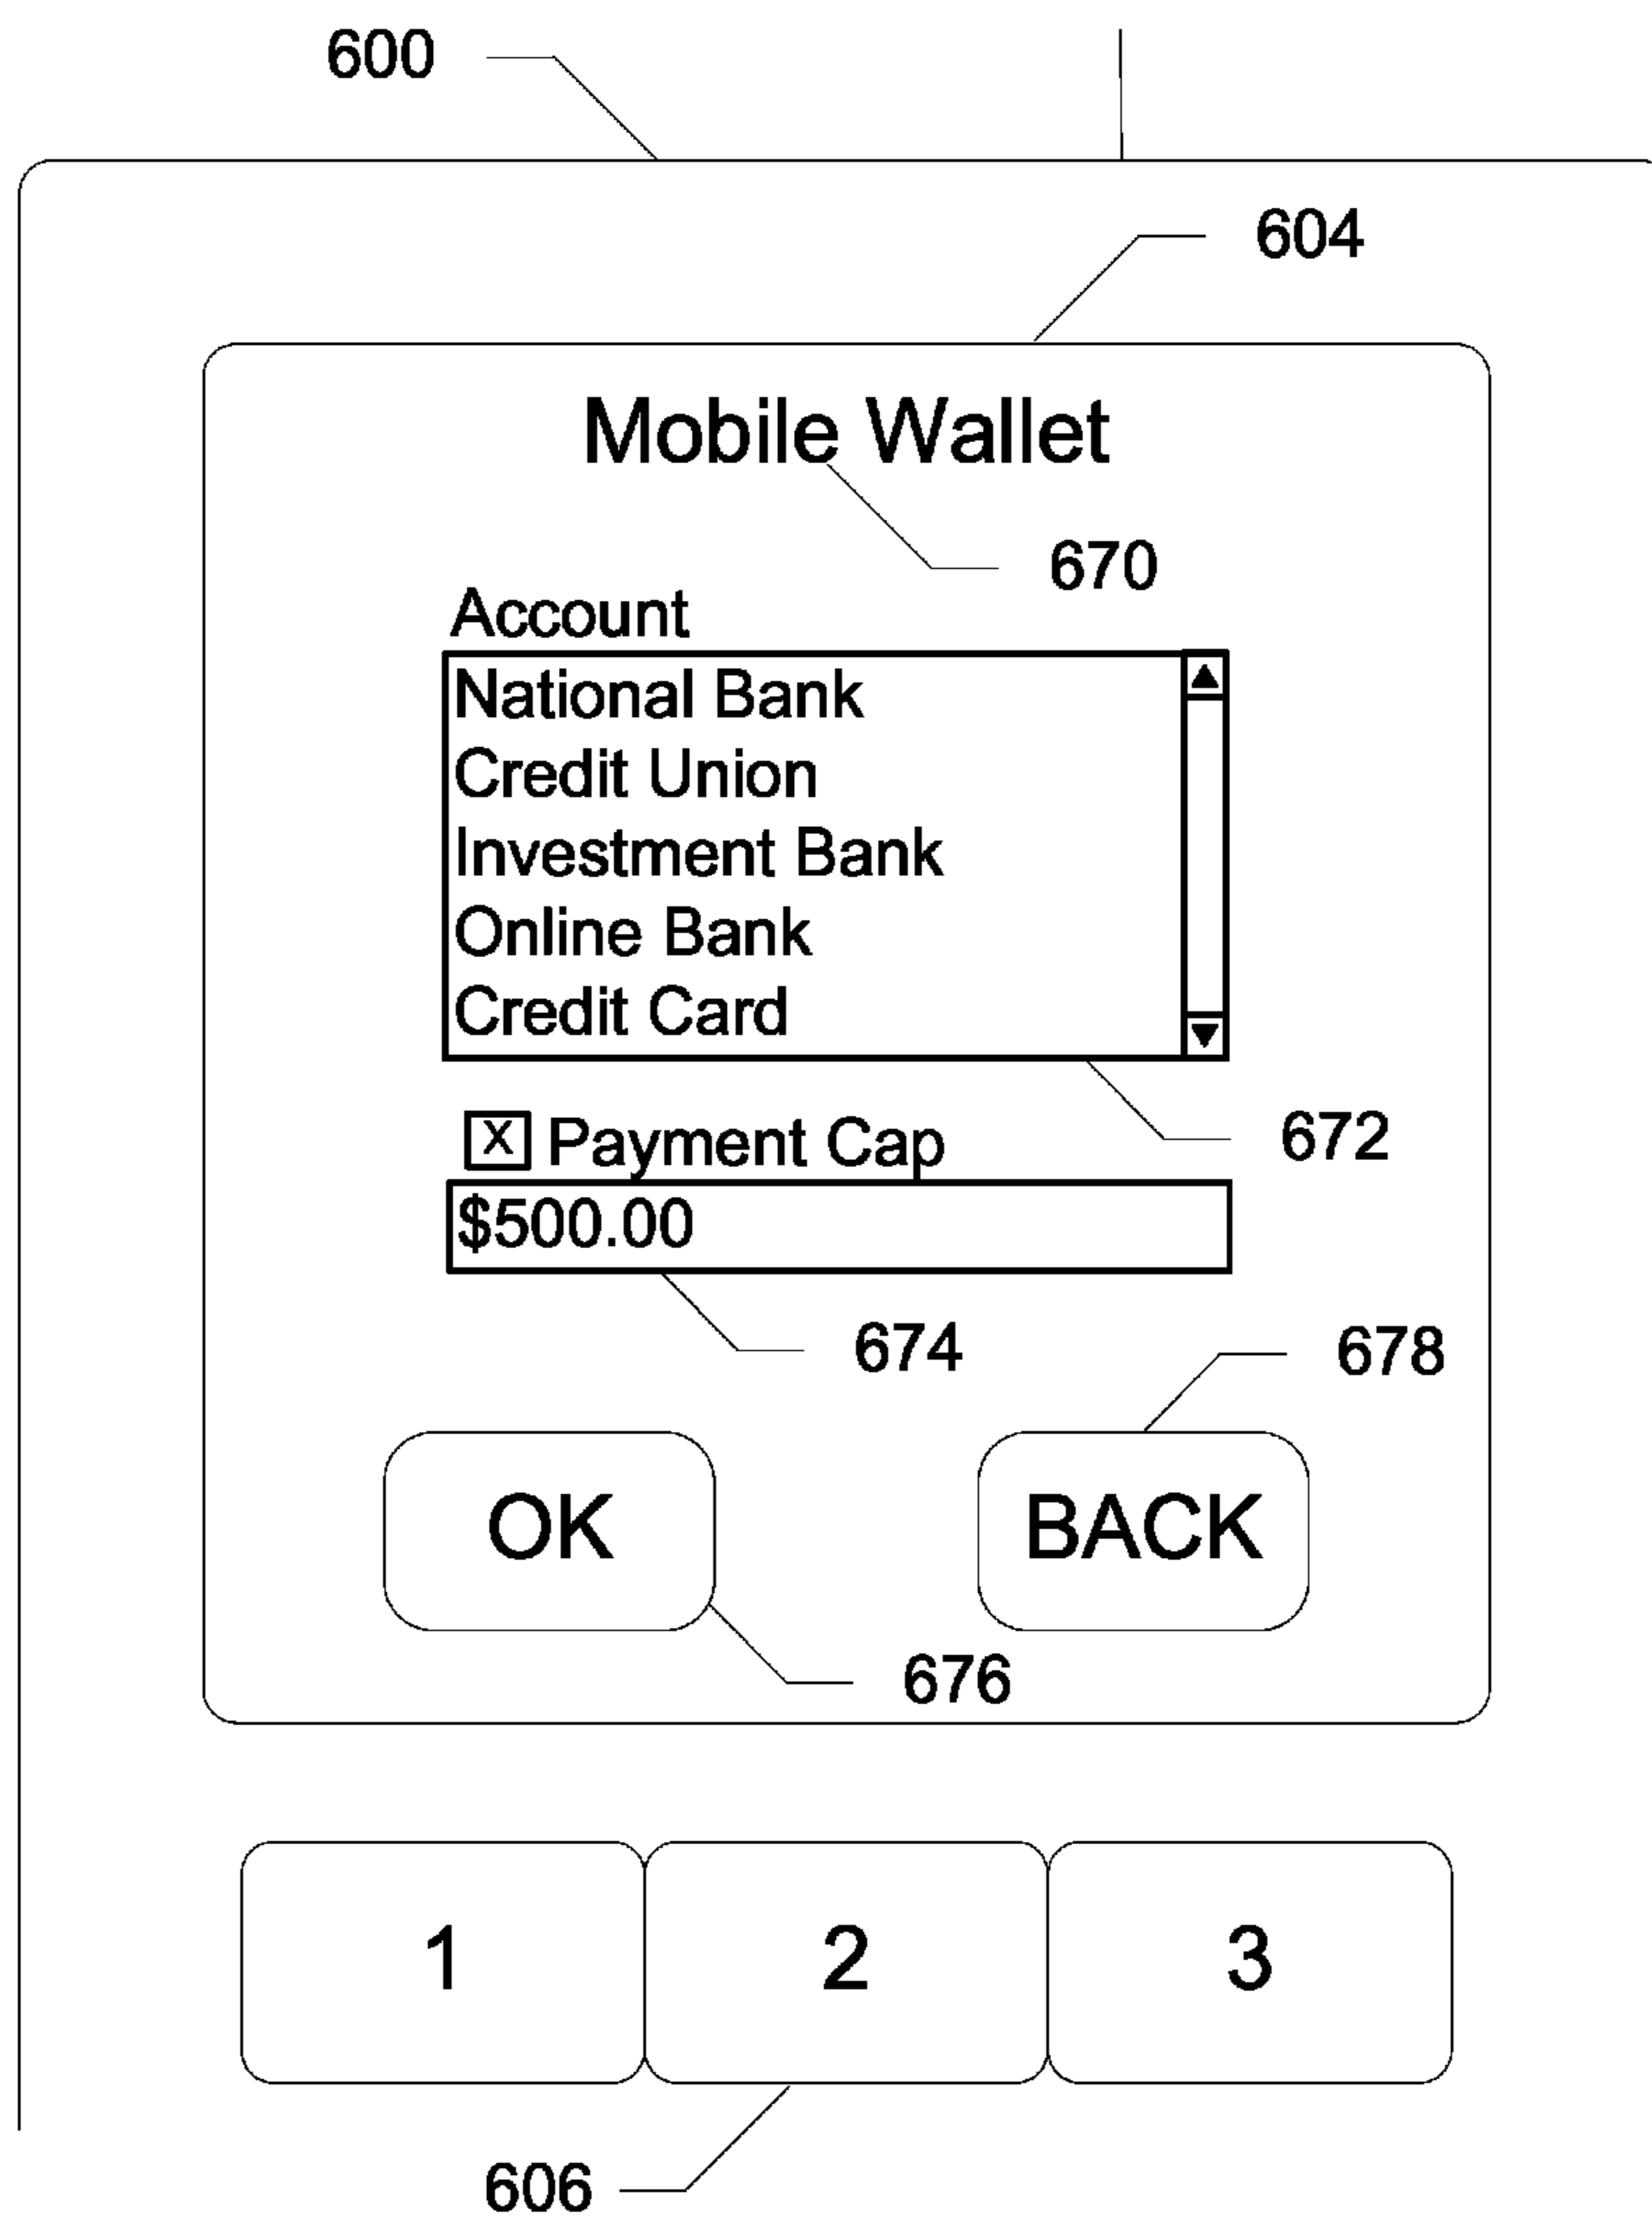 600
604
Mobile Wallet
670
Account
National Bank
Credit Union
Investment Bank
Online Bank
Credit Card
672
X Payment Cap
$500.00
674
678
OK
BACK
676
1 2 3
606